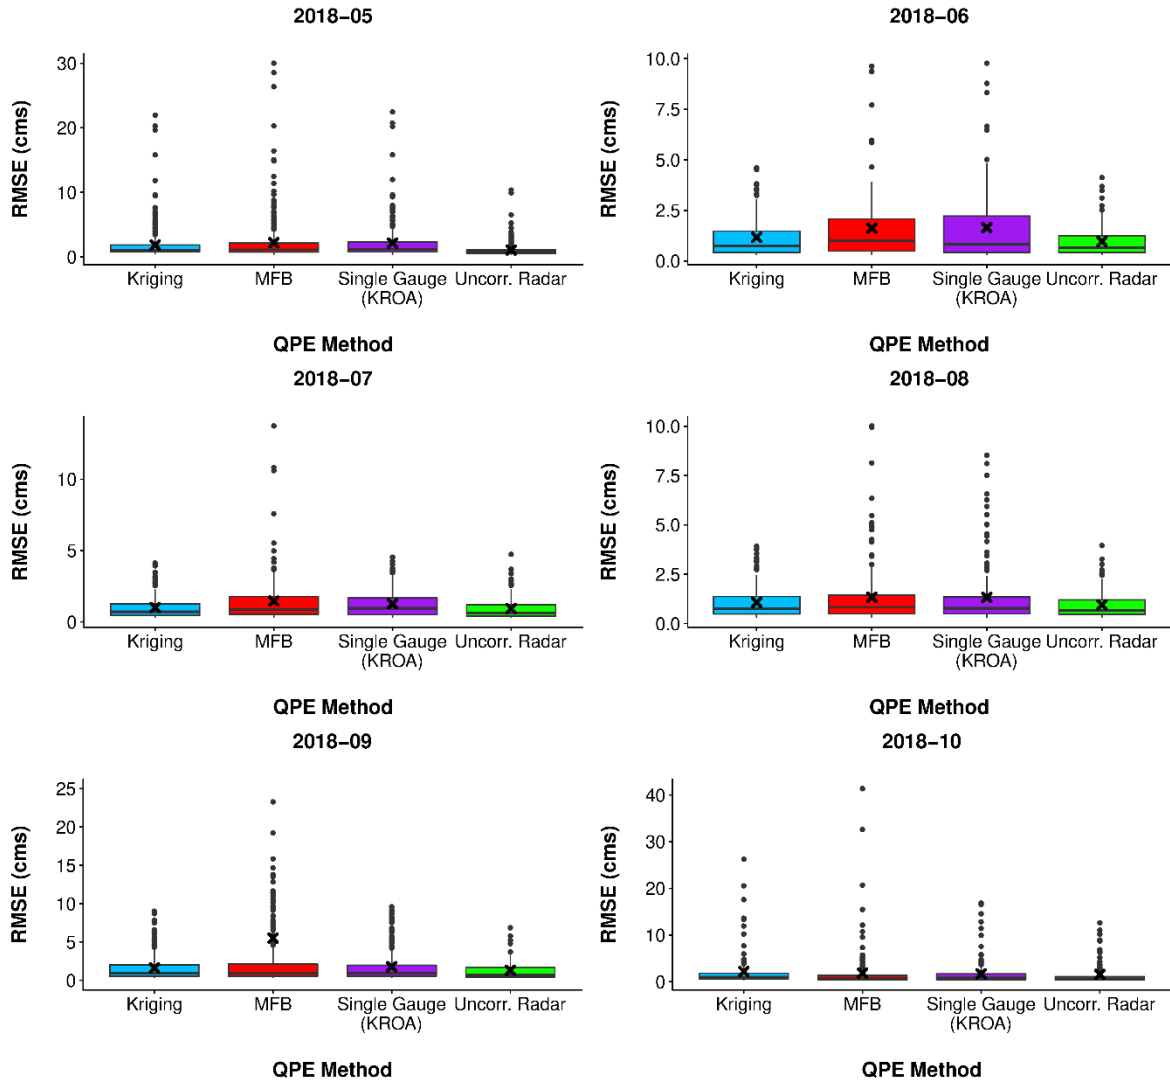 2018−05
RMSE (cms)
30
20
10
0
Kriging
MFB
Single Gauge
(KROA)
Uncorr. Radar
QPE Method
2018−06
RMSE (cms)
10.0
7.5
5.0
2.5
0.0
Kriging
MFB
Single Gauge
(KROA)
Uncorr. Radar
QPE Method
2018−07
RMSE (cms)
10
5
0
Kriging
MFB
Single Gauge
(KROA)
Uncorr. Radar
QPE Method
2018−08
RMSE (cms)
10.0
7.5
5.0
2.5
0.0
Kriging
MFB
Single Gauge
(KROA)
Uncorr. Radar
QPE Method
2018−09
RMSE (cms)
25
20
15
10
5
0
Kriging
MFB
Single Gauge
(KROA)
Uncorr. Radar
QPE Method
2018−10
RMSE (cms)
40
30
20
10
0
Kriging
MFB
Single Gauge
(KROA)
Uncorr. Radar
QPE Method